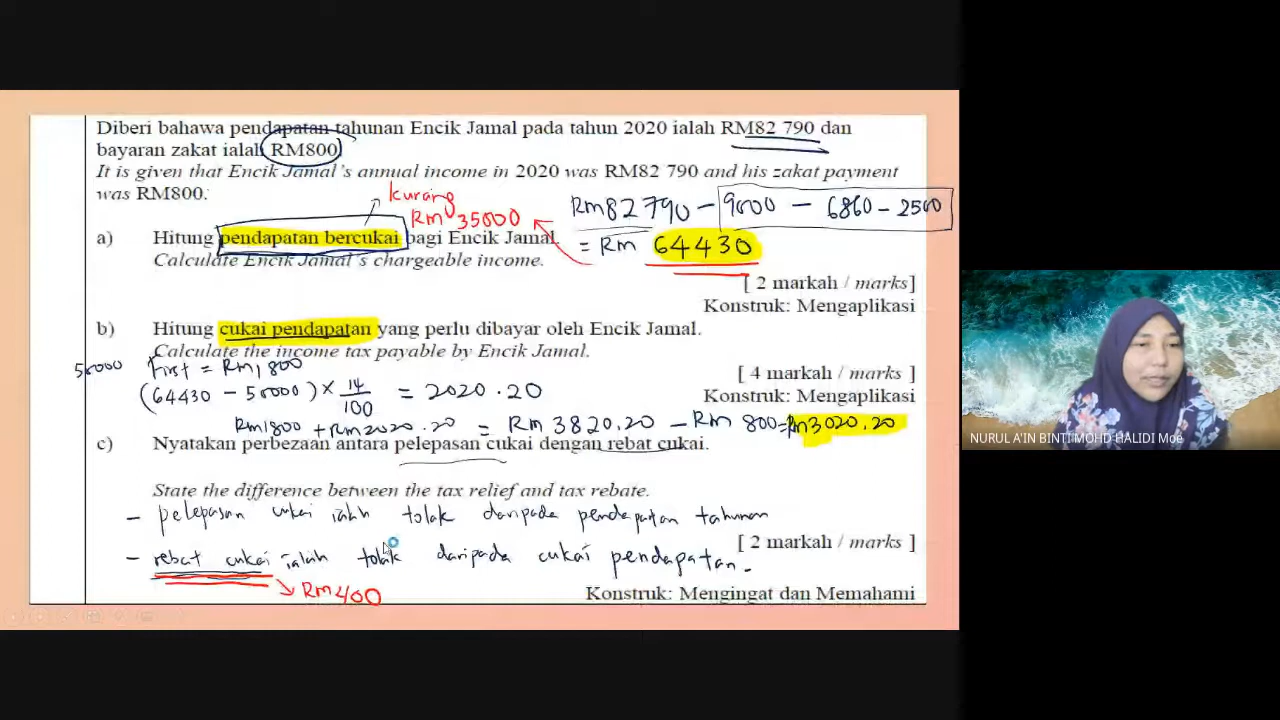 Diberi bahawa pendapatan tahunan Encik Jamal pada tahun 2020 ialah RM82 790 dan
bayaran zakat ialah RM800
It is given that Encik Jamal's annual income in 2020 was RM82 790 and his zakat payment
was RM800.
kurang
RM 35000
RM82790 - 9000 - 6860 - 2500
a) Hitung pendapatan bercukai bagi Encik Jamal.
= RM 64430
Calculate Encik Jamal's chargeable income.
[ 2 markah / marks]
Konstruk: Mengaplikasi
b) Hitung cukai pendapatan yang perlu dibayar oleh Encik Jamal.
Calculate the income tax payable by Encik Jamal.
50000 first = RM1800
[ 4 markah / marks]
(64430 - 50000) × 14/100 = 2020.20
Konstruk: Mengaplikasi
RM1800 + RM2020.20 = RM 3820.20 - RM 800 = RM3020.20
c) Nyatakan perbezaan antara pelepasan cukai dengan rebat cukai.
NURUL A'IN BINTI MOHD HALIDI Moe
State the difference between the tax relief and tax rebate.
- pelepasan cukai ialah tolak daripada pendapatan tahunan
[ 2 markah / marks ]
- rebat cukai ialah tolak daripada cukai pendapatan.
RM400
Konstruk: Mengingat dan Memahami